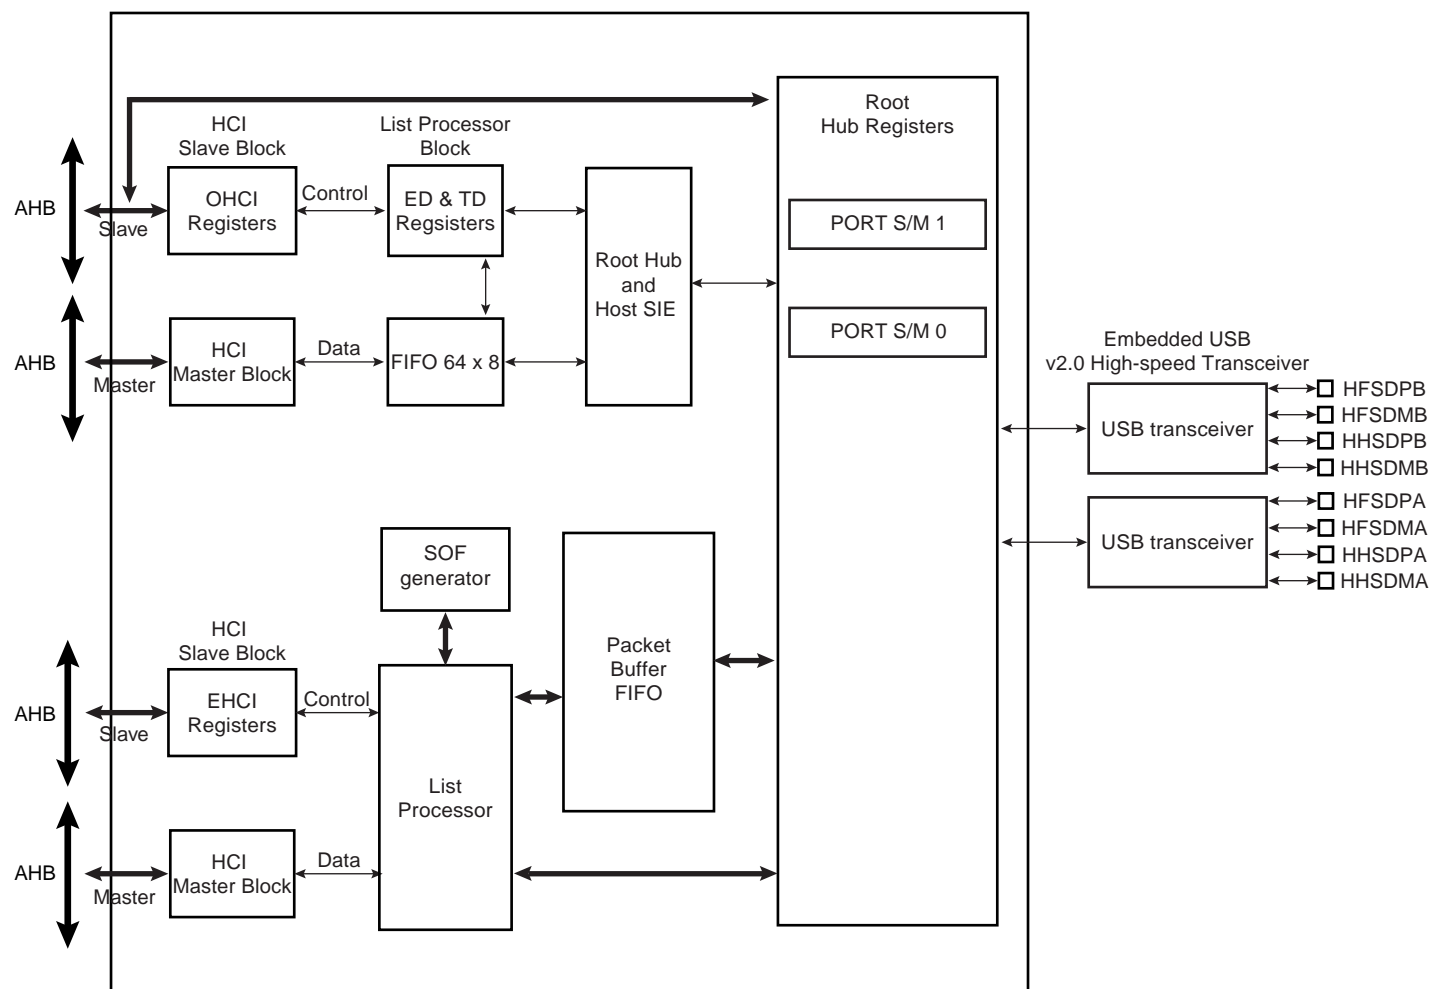 Root
Hub Registers
HCI
Slave Block
List Processor
Block
AHB
Slave
OHCI
Registers
Control
ED & TD
Regsisters
PORT S/M 1
Root Hub
and
Host SIE
PORT S/M 0
AHB
Master
HCI
Master Block
Data
FIFO 64 x 8
Embedded USB
v2.0 High-speed Transceiver
USB transceiver
HFSDPB
HFSDMB
HHSDPB
HHSDMB
USB transceiver
HFSDPA
HFSDMA
HHSDPA
HHSDMA
SOF
generator
HCI
Slave Block
Packet
Buffer
FIFO
AHB
Slave
EHCI
Registers
Control
List
Processor
AHB
Master
HCI
Master Block
Data